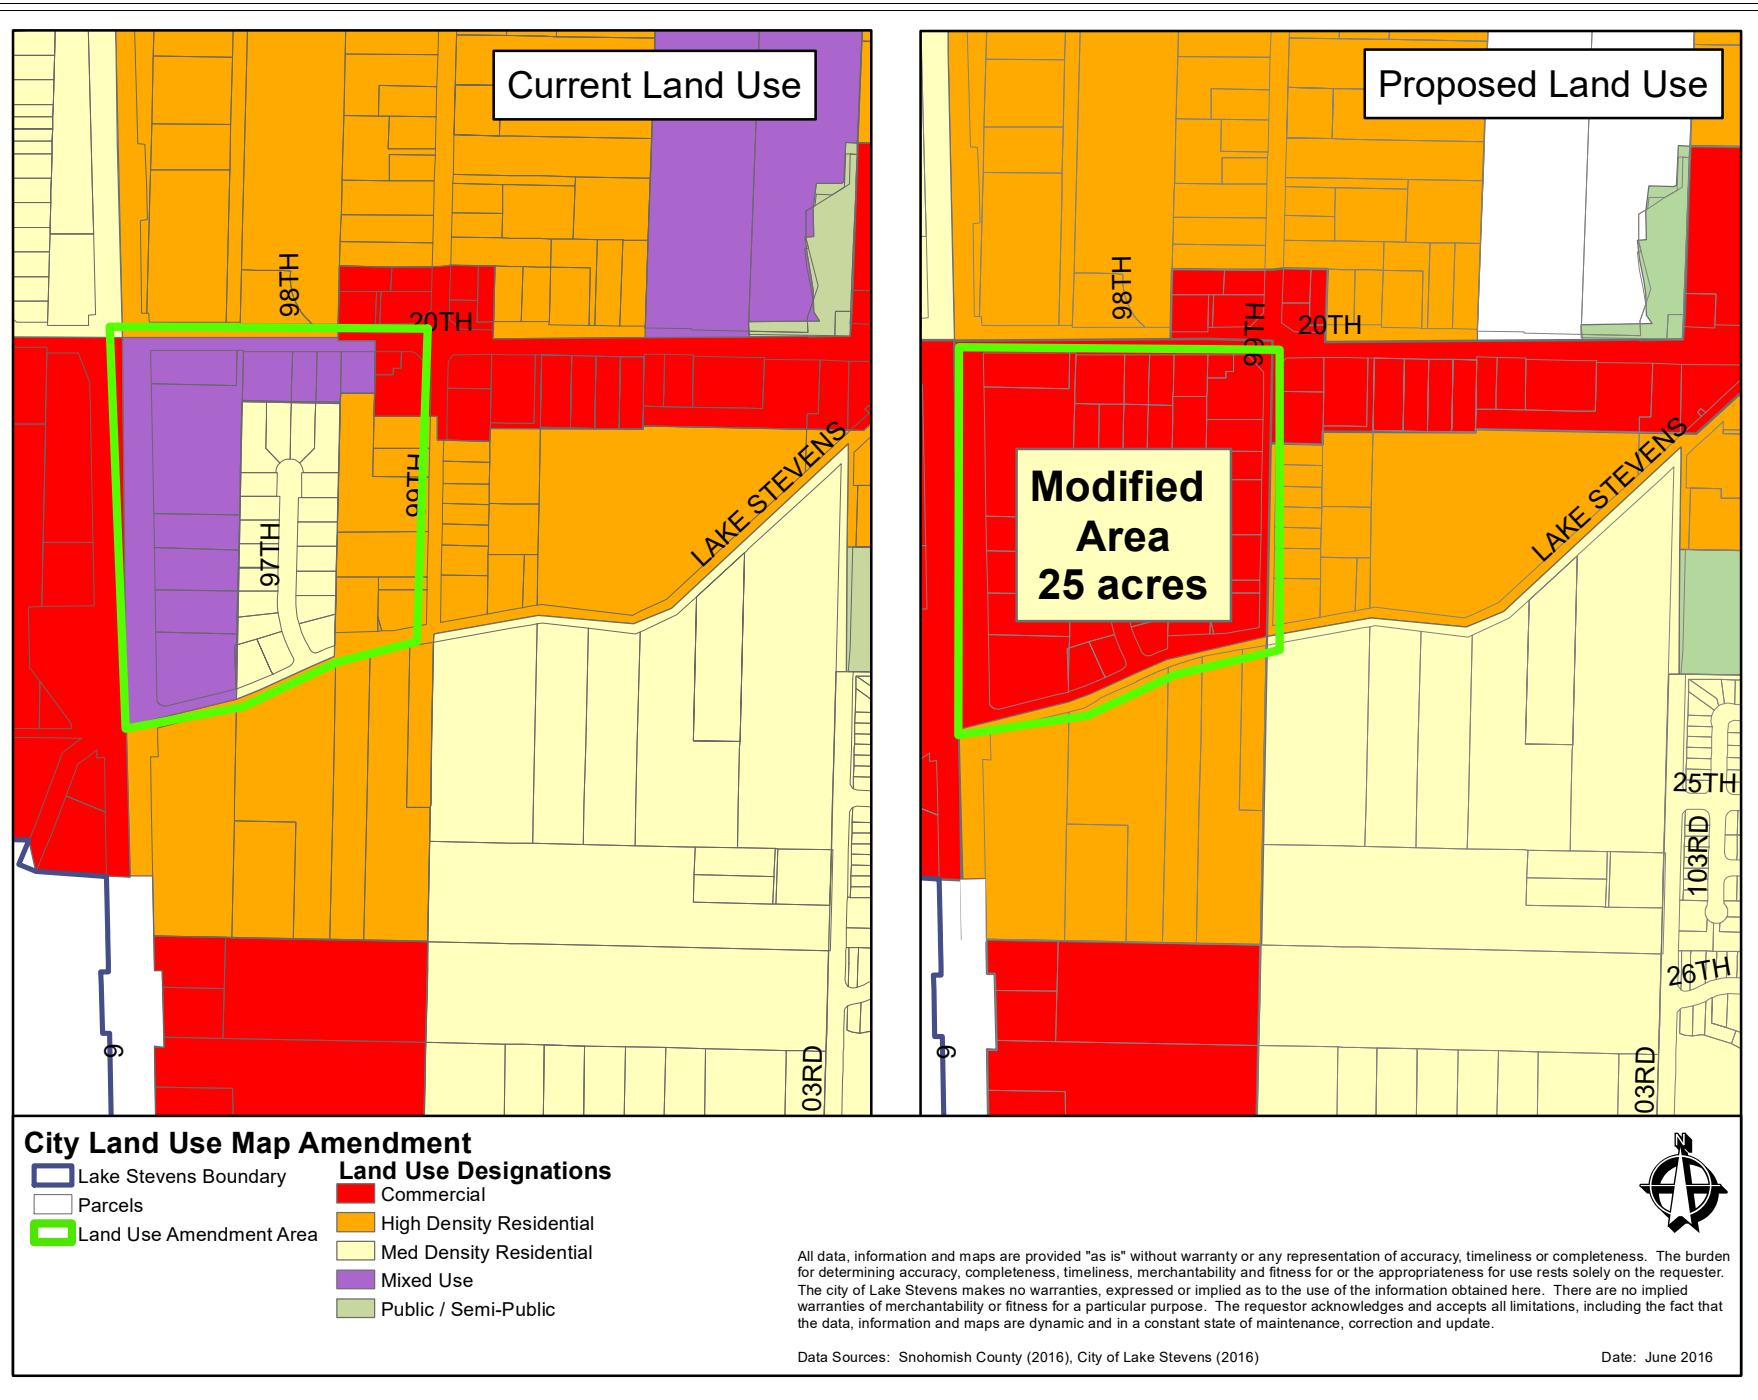 Current Land Use
98TH
20TH
99TH
97TH
LAKE STEVENS
9
03RD
Proposed Land Use
98TH
99TH
20TH
Modified
Area
25 acres
LAKE STEVENS
25TH
103RD
26TH
9
03RD
City Land Use Map Amendment
Lake Stevens Boundary
Parcels
Land Use Amendment Area
Land Use Designations
Commercial
High Density Residential
Med Density Residential
Mixed Use
Public / Semi-Public
N
All data, information and maps are provided "as is" without warranty or any representation of accuracy, timeliness or completeness. The burden
for determining accuracy, completeness, timeliness, merchantability and fitness for or the appropriateness for use rests solely on the requester.
The city of Lake Stevens makes no warranties, expressed or implied as to the use of the information obtained here. There are no implied
warranties of merchantability or fitness for a particular purpose. The requestor acknowledges and accepts all limitations, including the fact that
the data, information and maps are dynamic and in a constant state of maintenance, correction and update.
Data Sources: Snohomish County (2016), City of Lake Stevens (2016)
Date: June 2016